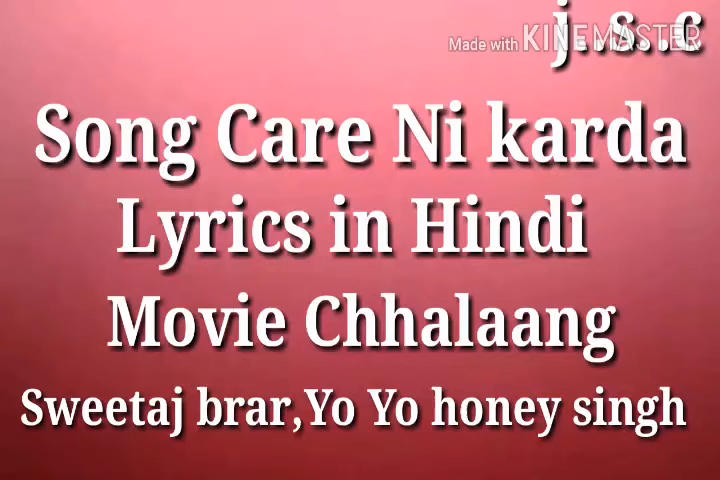 j..s..c
Made with KINEMASTER
Song Care Ni karda
Lyrics in Hindi
Movie Chhalaang
Sweetaj brar,Yo Yo honey singh